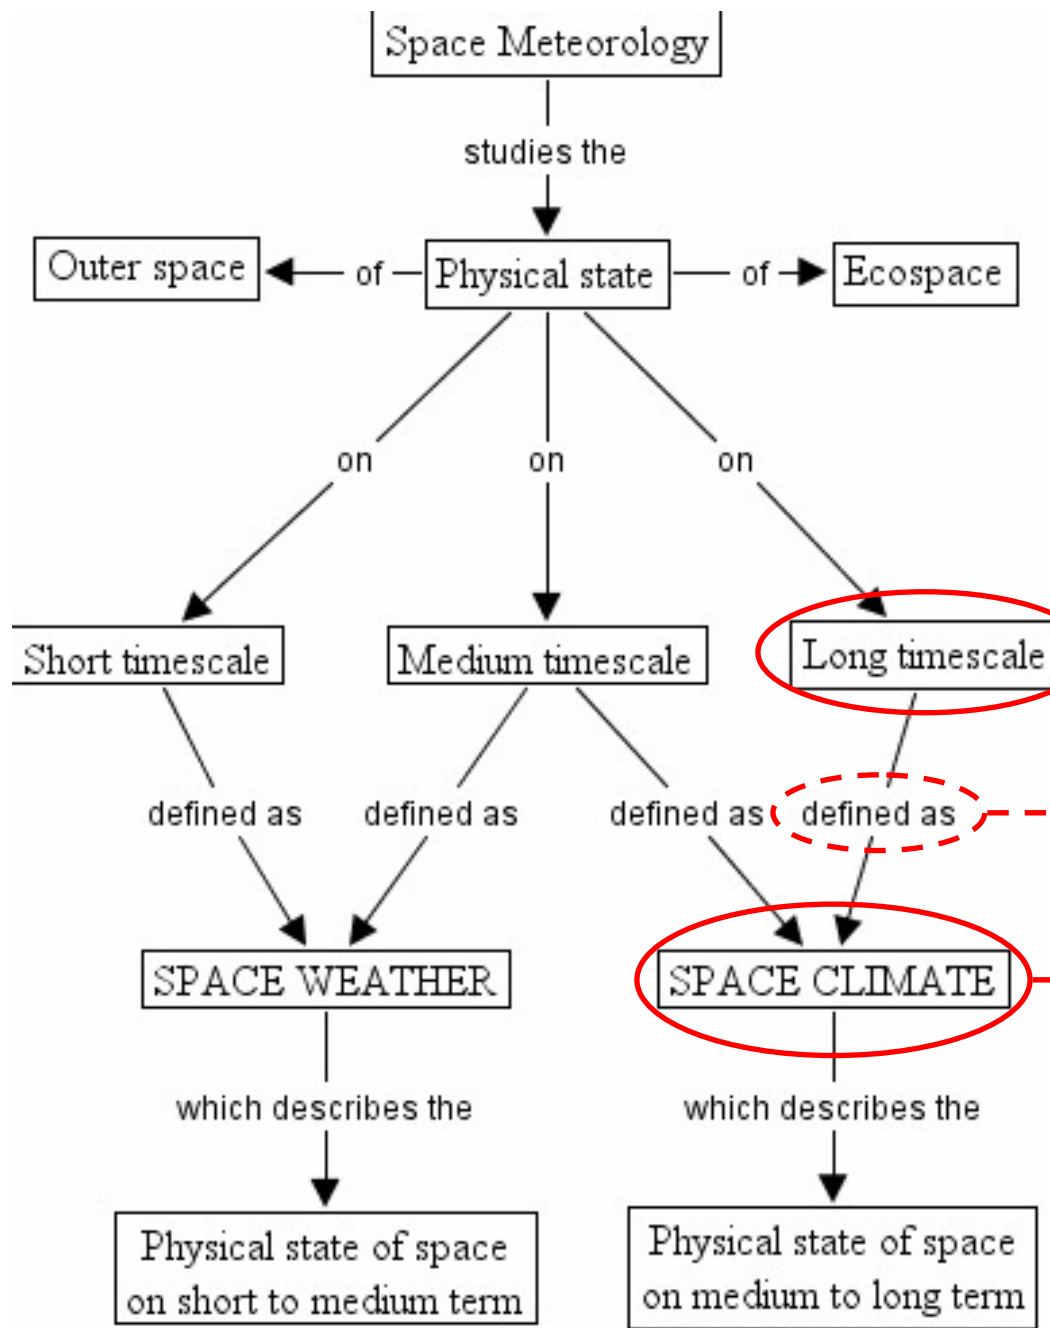 Space Meteorology
studies the
Outer space
of
Physical state
of
Ecospace
on
on
on
Short timescale
Medium timescale
Long timescale
defined as
defined as
defined as
defined as
SPACE WEATHER
SPACE CLIMATE
which describes the
which describes the
Physical state of space
on short to medium term
Physical state of space
on medium to long term